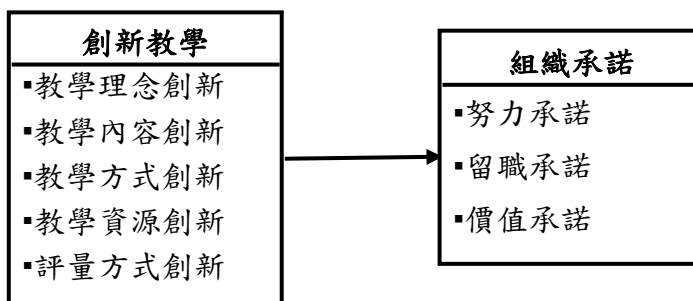 創新教學
▪教學理念創新
▪教學內容創新
▪教學方式創新
▪教學資源創新
▪評量方式創新
組織承諾
▪努力承諾
▪留職承諾
▪價值承諾